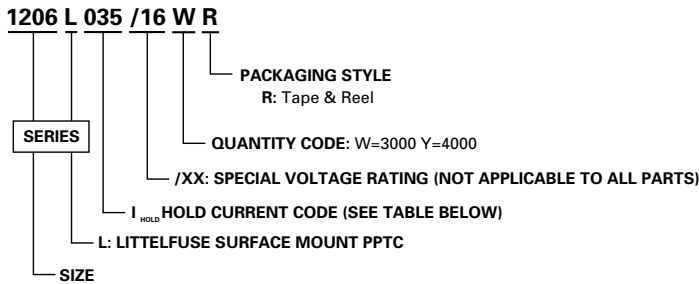 1206 L 035 /16 W R
PACKAGING STYLE
R: Tape & Reel
SERIES
QUANTITY CODE: W=3000 Y=4000
/XX: SPECIAL VOLTAGE RATING (NOT APPLICABLE TO ALL PARTS)
I HOLD HOLD CURRENT CODE (SEE TABLE BELOW)
L: LITTELFUSE SURFACE MOUNT PPTC
SIZE